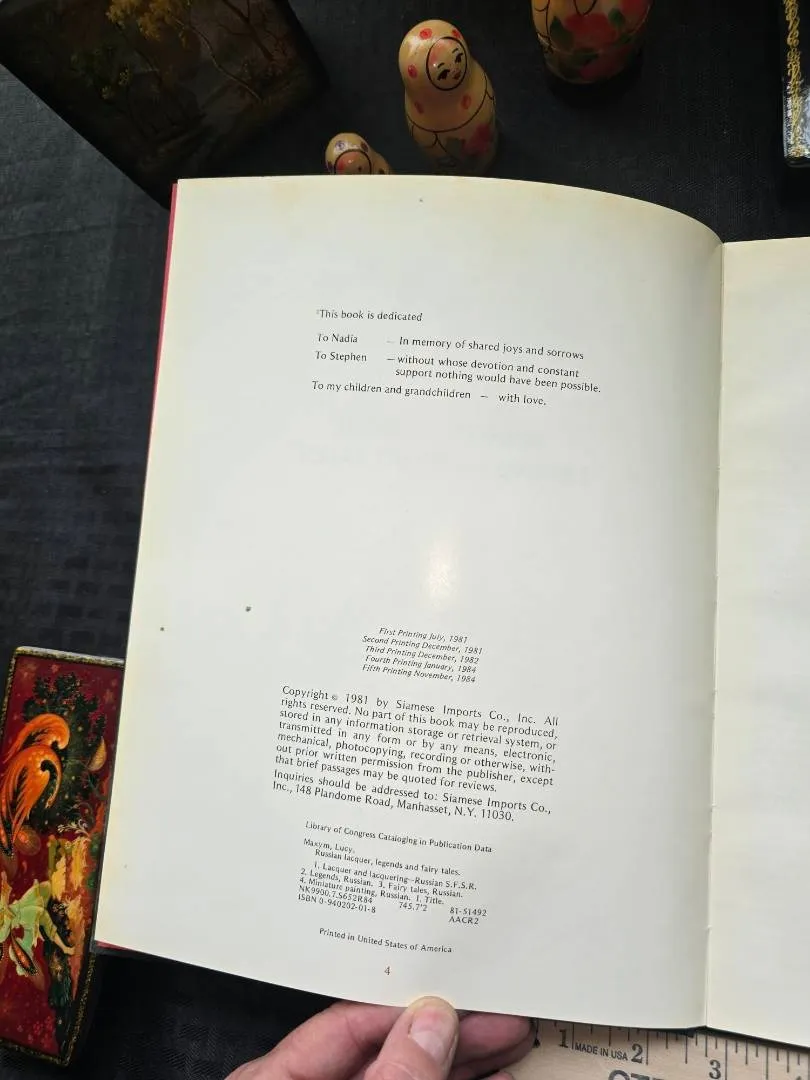 This book is dedicated
To Nadia — In memory of shared joys and sorrows
To Stephen — without whose devotion and constant
support nothing would have been possible.
To my children and grandchildren — with love.
First Printing July, 1981
Second Printing December, 1981
Third Printing December, 1982
Fourth Printing January, 1984
Fifth Printing November, 1984
Copyright © 1981 by Siamese Imports Co., Inc. All
rights reserved. No part of this book may be reproduced,
stored in any information storage or retrieval system, or
transmitted in any form or by any means, electronic,
mechanical, photocopying, recording or otherwise, with-
out prior written permission from the publisher, except
that brief passages may be quoted for reviews.
Inquiries should be addressed to: Siamese Imports Co.,
Inc., 148 Plandome Road, Manhasset, N.Y. 11030.
Library of Congress Cataloging in Publication Data
Maxym, Lucy.
Russian lacquer, legends and fairy tales.
1. Lacquer and lacquering—Russian S.F.S.R.
2. Legends, Russian. 3. Fairy tales, Russian.
4. Miniature painting, Russian. I. Title.
NK9900.7.S652R84 745.7'2 81-51492
ISBN 0-940202-01-8 AACR2
Printed in United States of America
4
1 MADE IN USA 2 3